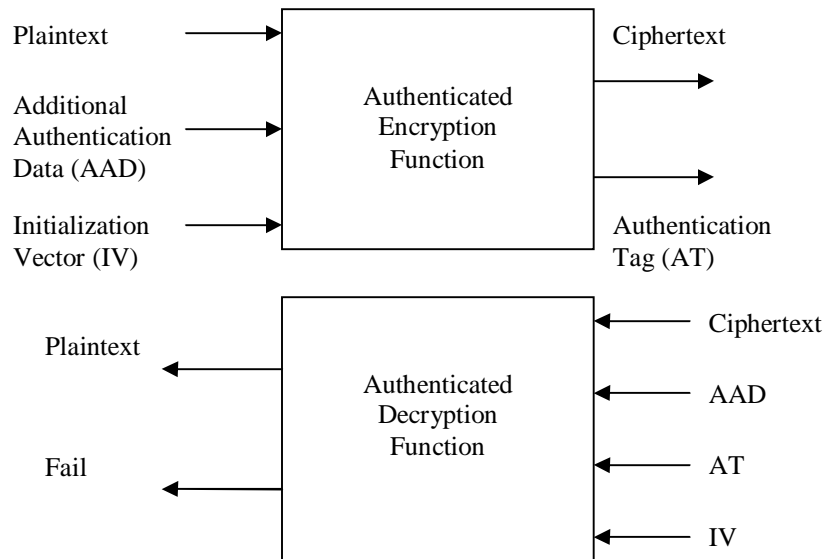 Plaintext
Additional
Authentication
Data (AAD)
Initialization
Vector (IV)
Authenticated
Encryption
Function
Ciphertext
Authentication
Tag (AT)
Plaintext
Fail
Authenticated
Decryption
Function
Ciphertext
AAD
AT
IV